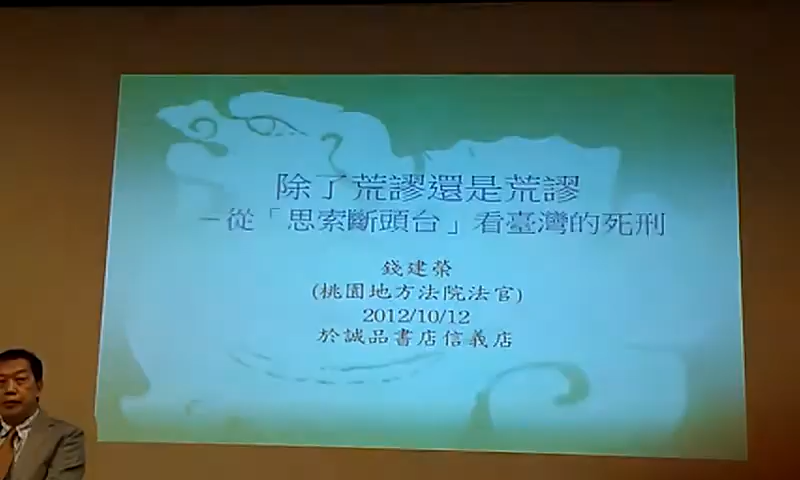 除了荒謬還是荒謬
－從「思索斷頭台」看臺灣的死刑
錢建榮
(桃園地方法院法官)
2012/10/12
於誠品書店信義店